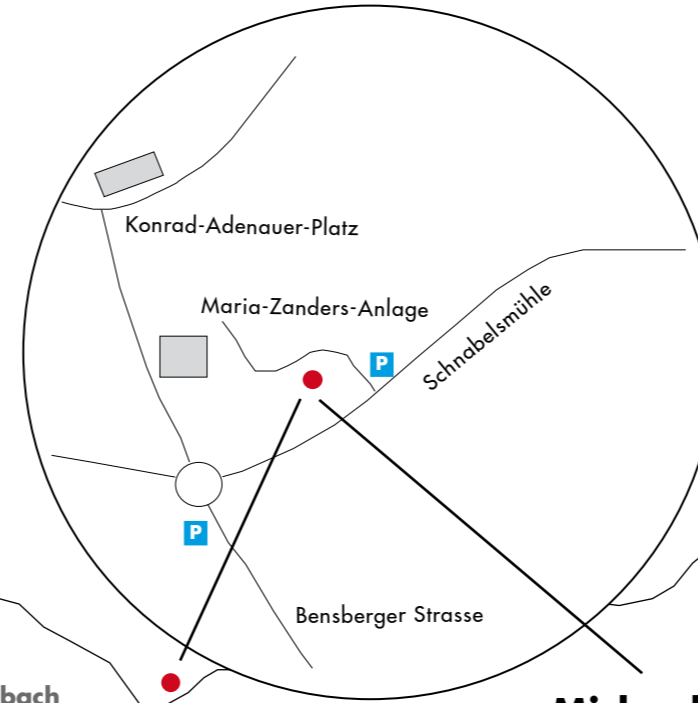 Konrad-Adenauer-Platz
Maria-Zanders-Anlage
P
Schnabelsmühle
P
Bensberger Strasse
bach